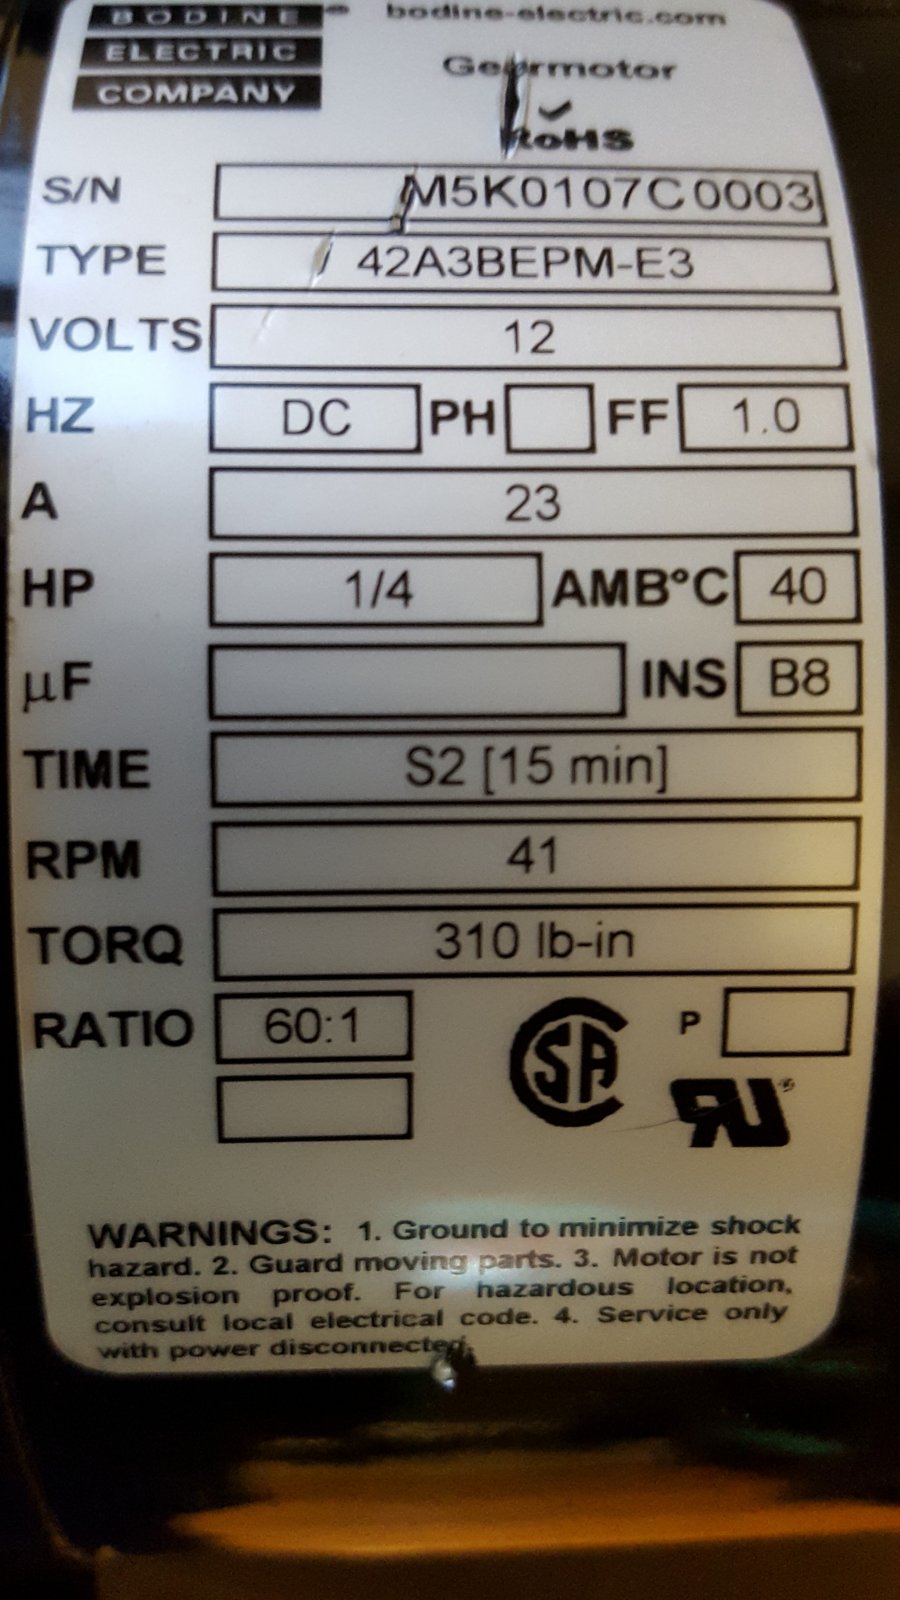 BODINE ® bodine-electric.com
ELECTRIC
COMPANY
Gearmotor
RoHS
S/N M5K0107C0003
TYPE 42A3BEPM-E3
VOLTS 12
HZ DC PH FF 1.0
A 23
HP 1/4 AMB°C 40
µF INS B8
TIME S2 [15 min]
RPM 41
TORQ 310 lb-in
RATIO 60:1 P
WARNINGS: 1. Ground to minimize shock
hazard. 2. Guard moving parts. 3. Motor is not
explosion proof. For hazardous location,
consult local electrical code. 4. Service only
with power disconnected.